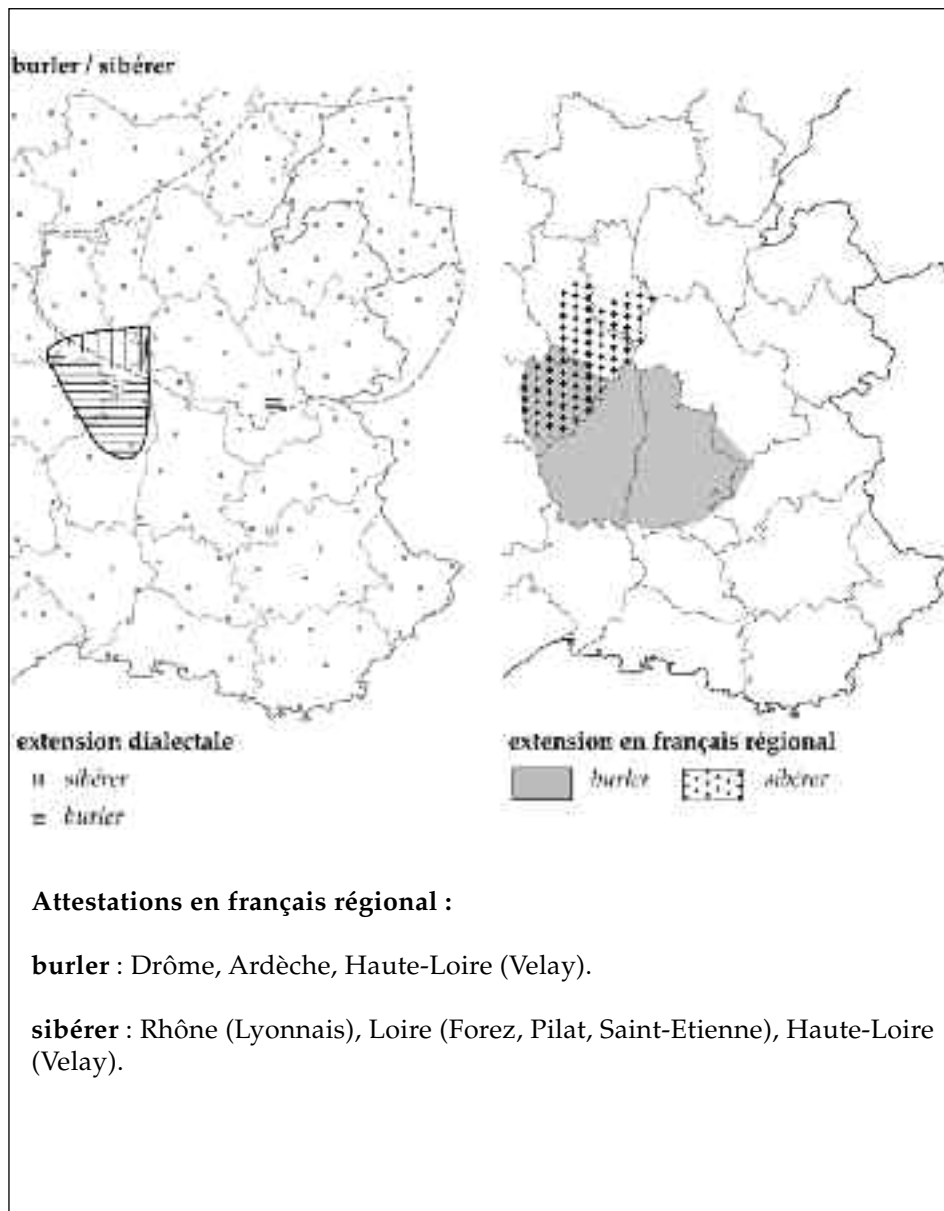 burler / sibérer
extension dialectale
sibérer
burler
extension en français régional
burler sibérer
Attestations en français régional :
burler : Drôme, Ardèche, Haute-Loire (Velay).
sibérer : Rhône (Lyonnais), Loire (Forez, Pilat, Saint-Etienne), Haute-Loire
(Velay).